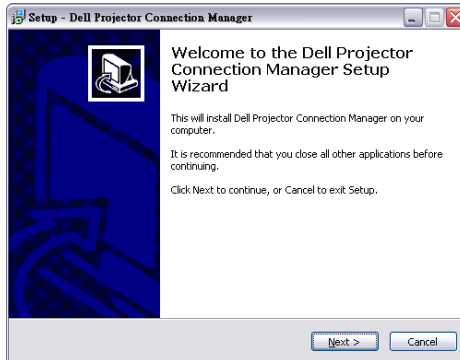 Setup - Dell Projector Connection Manager
Welcome to the Dell Projector
Connection Manager Setup
Wizard
This will install Dell Projector Connection Manager on your
computer.
It is recommended that you close all other applications before
continuing.
Click Next to continue, or Cancel to exit Setup.
Next > Cancel